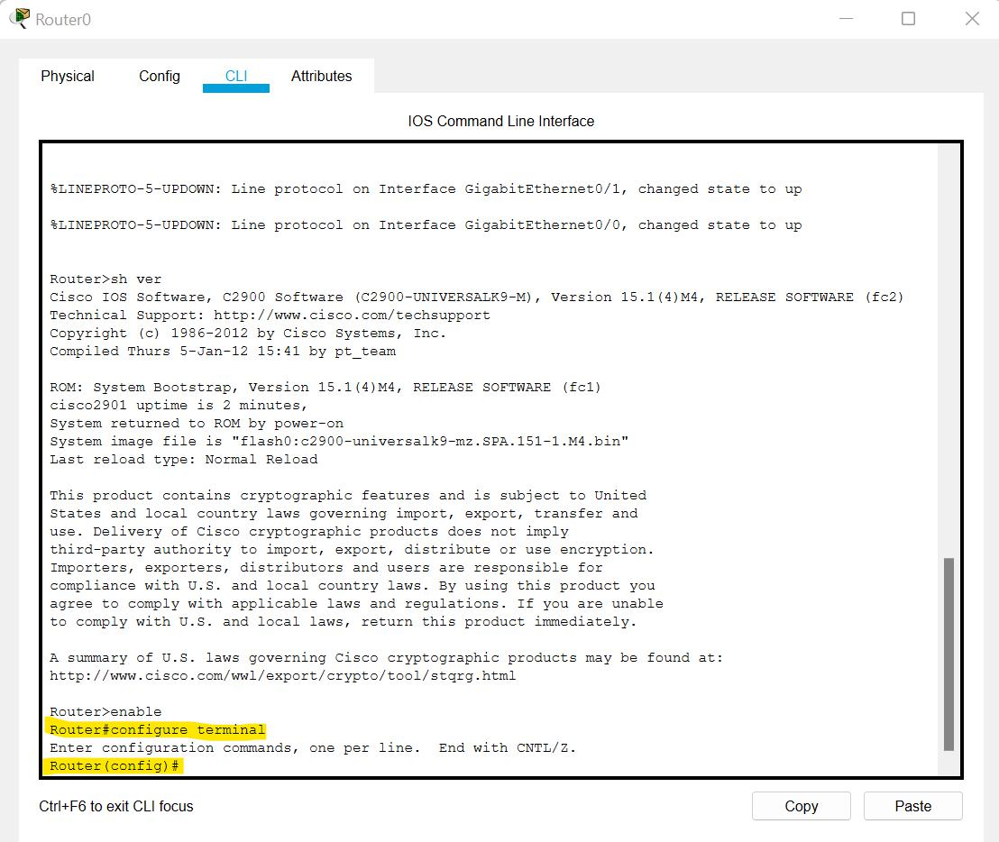 Router0
Physical Config CLI Attributes
IOS Command Line Interface
%LINEPROTO-5-UPDOWN: Line protocol on Interface GigabitEthernet0/1, changed state to up
%LINEPROTO-5-UPDOWN: Line protocol on Interface GigabitEthernet0/0, changed state to up
Router>sh ver
Cisco IOS Software, C2900 Software (C2900-UNIVERSALK9-M), Version 15.1(4)M4, RELEASE SOFTWARE (fc2)
Technical Support: http://www.cisco.com/techsupport
Copyright (c) 1986-2012 by Cisco Systems, Inc.
Compiled Thurs 5-Jan-12 15:41 by pt_team
ROM: System Bootstrap, Version 15.1(4)M4, RELEASE SOFTWARE (fc1)
cisco2901 uptime is 2 minutes,
System returned to ROM by power-on
System image file is "flash0:c2900-universalk9-mz.SPA.151-1.M4.bin"
Last reload type: Normal Reload
This product contains cryptographic features and is subject to United
States and local country laws governing import, export, transfer and
use. Delivery of Cisco cryptographic products does not imply
third-party authority to import, export, distribute or use encryption.
Importers, exporters, distributors and users are responsible for
compliance with U.S. and local country laws. By using this product you
agree to comply with applicable laws and regulations. If you are unable
to comply with U.S. and local laws, return this product immediately.
A summary of U.S. laws governing Cisco cryptographic products may be found at:
http://www.cisco.com/wwl/export/crypto/tool/stqrg.html
Router>enable
Router#configure terminal
Enter configuration commands, one per line.  End with CNTL/Z.
Router(config)#
Ctrl+F6 to exit CLI focus
Copy Paste